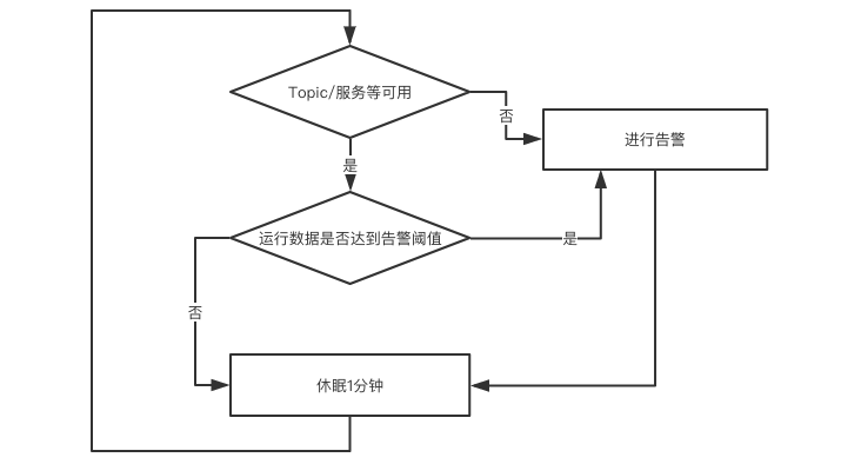 Topic/服务等可用
否
进行告警
是
运行数据是否达到告警阈值
是
否
休眠1分钟